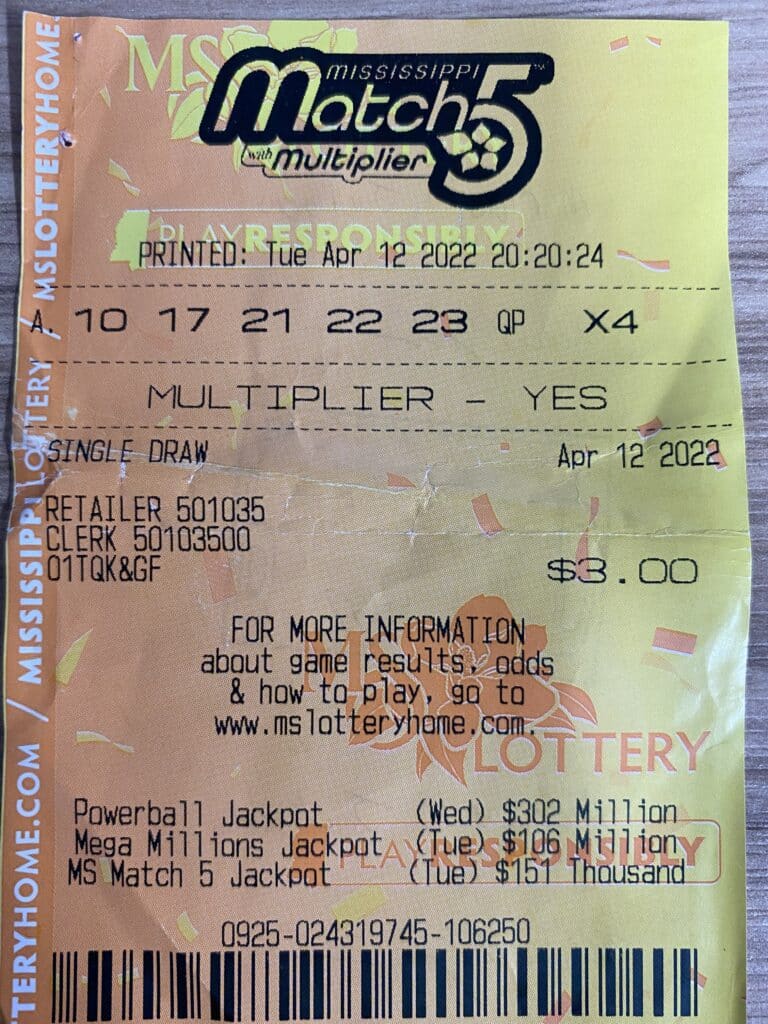 MS
MISSISSIPPI
Match 5™
with Multiplier
PLAY RESPONSIBLY
PRINTED: Tue Apr 12 2022 20:20:24
A. 10 17 21 22 23 QP X4
MULTIPLIER - YES
SINGLE DRAW Apr 12 2022
RETAILER 501035
CLERK 50103500
01TQK&GF
$3.00
FOR MORE INFORMATION
about game results, odds
& how to play, go to
www.mslotteryhome.com.
MS
LOTTERY
Powerball Jackpot (Wed) $302 Million
Mega Millions Jackpot (Tue) $106 Million
MS Match 5 Jackpot (Tue) $151 Thousand
PLAY RESPONSIBLY
0925-024319745-106250
TERYHOME.COM / MISSISSIPPI LOTTERY / MSLOTTERYHOME.